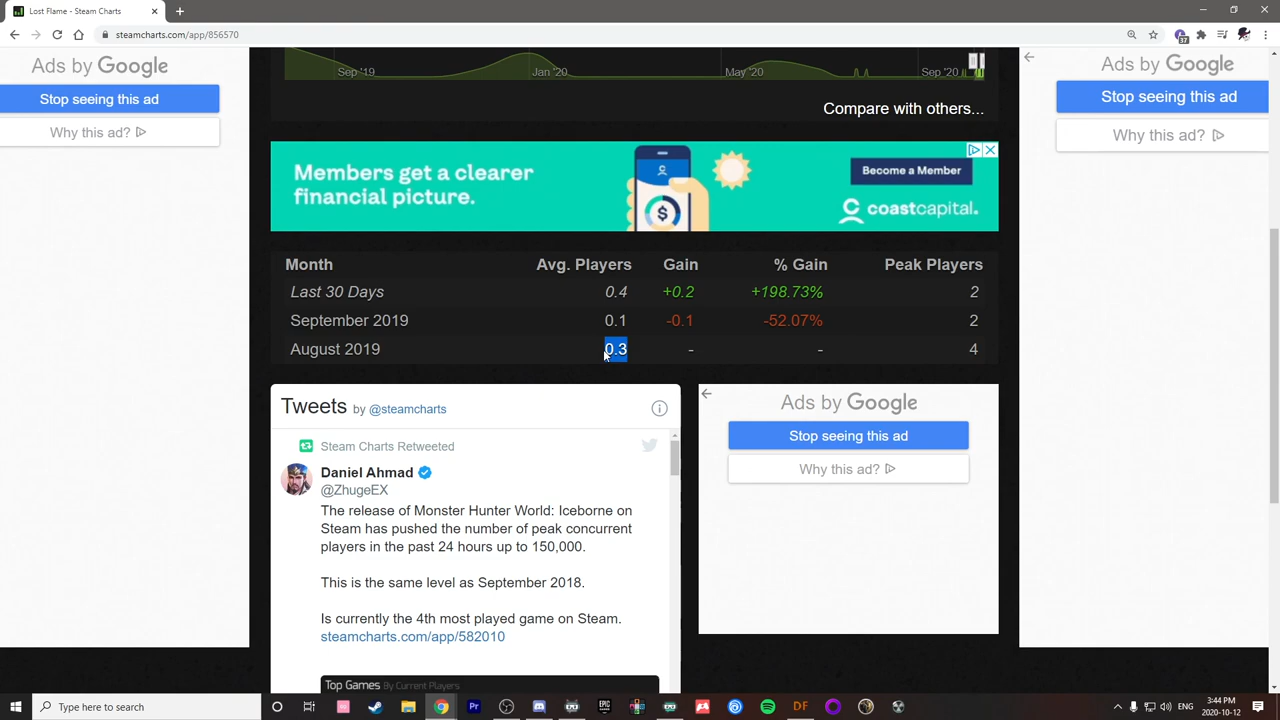 Lost Flame - Steam Charts
steamcharts.com/app/856570
37
Ads by Google
Stop seeing this ad
Why this ad?
Sep '19
Jan '20
May '20
Sep '20
Compare with others...
Members get a clearer
financial picture.
Become a Member
coastcapital.
Ads by Google
Stop seeing this ad
Why this ad?
Month Avg. Players Gain % Gain Peak Players
Last 30 Days 0.4 +0.2 +198.73% 2
September 2019 0.1 -0.1 -52.07% 2
August 2019 0.3 - - 4
Tweets by @steamcharts
Steam Charts Retweeted
Daniel Ahmad
@ZhugeEX
The release of Monster Hunter World: Iceborne on
Steam has pushed the number of peak concurrent
players in the past 24 hours up to 150,000.
This is the same level as September 2018.
Is currently the 4th most played game on Steam.
steamcharts.com/app/582010
Top Games By Current Players
Ads by Google
Stop seeing this ad
Why this ad?
Type here to search
Pr
EPIC
GAMES
DF
3:44 PM
2020-10-12